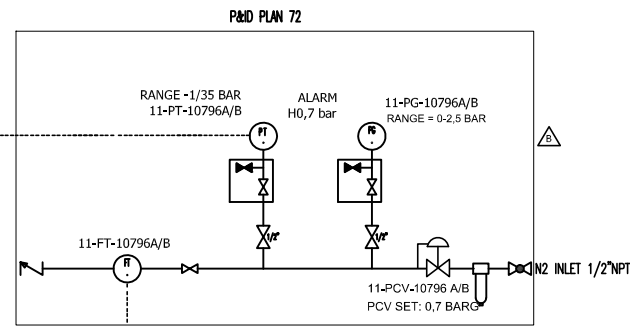 P&ID PLAN 72
RANGE -1/35 BAR
11-PT-10796A/B
ALARM
H0,7 bar
11-PG-10796A/B
RANGE = 0-2,5 BAR
PT
PG
B
1/2"
1/2"
11-FT-10796A/B
FT
N2 INLET 1/2"NPT
11-PCV-10796 A/B
PCV SET: 0,7 BARG